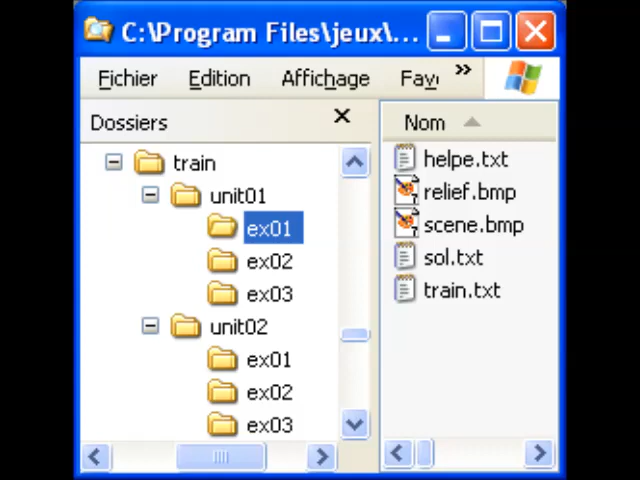 C:\Program Files\jeux\...
Fichier Edition Affichage Fav »
Dossiers
train
unit01
ex01
ex02
ex03
unit02
ex01
ex02
ex03
Nom
helpe.txt
relief.bmp
scene.bmp
sol.txt
train.txt